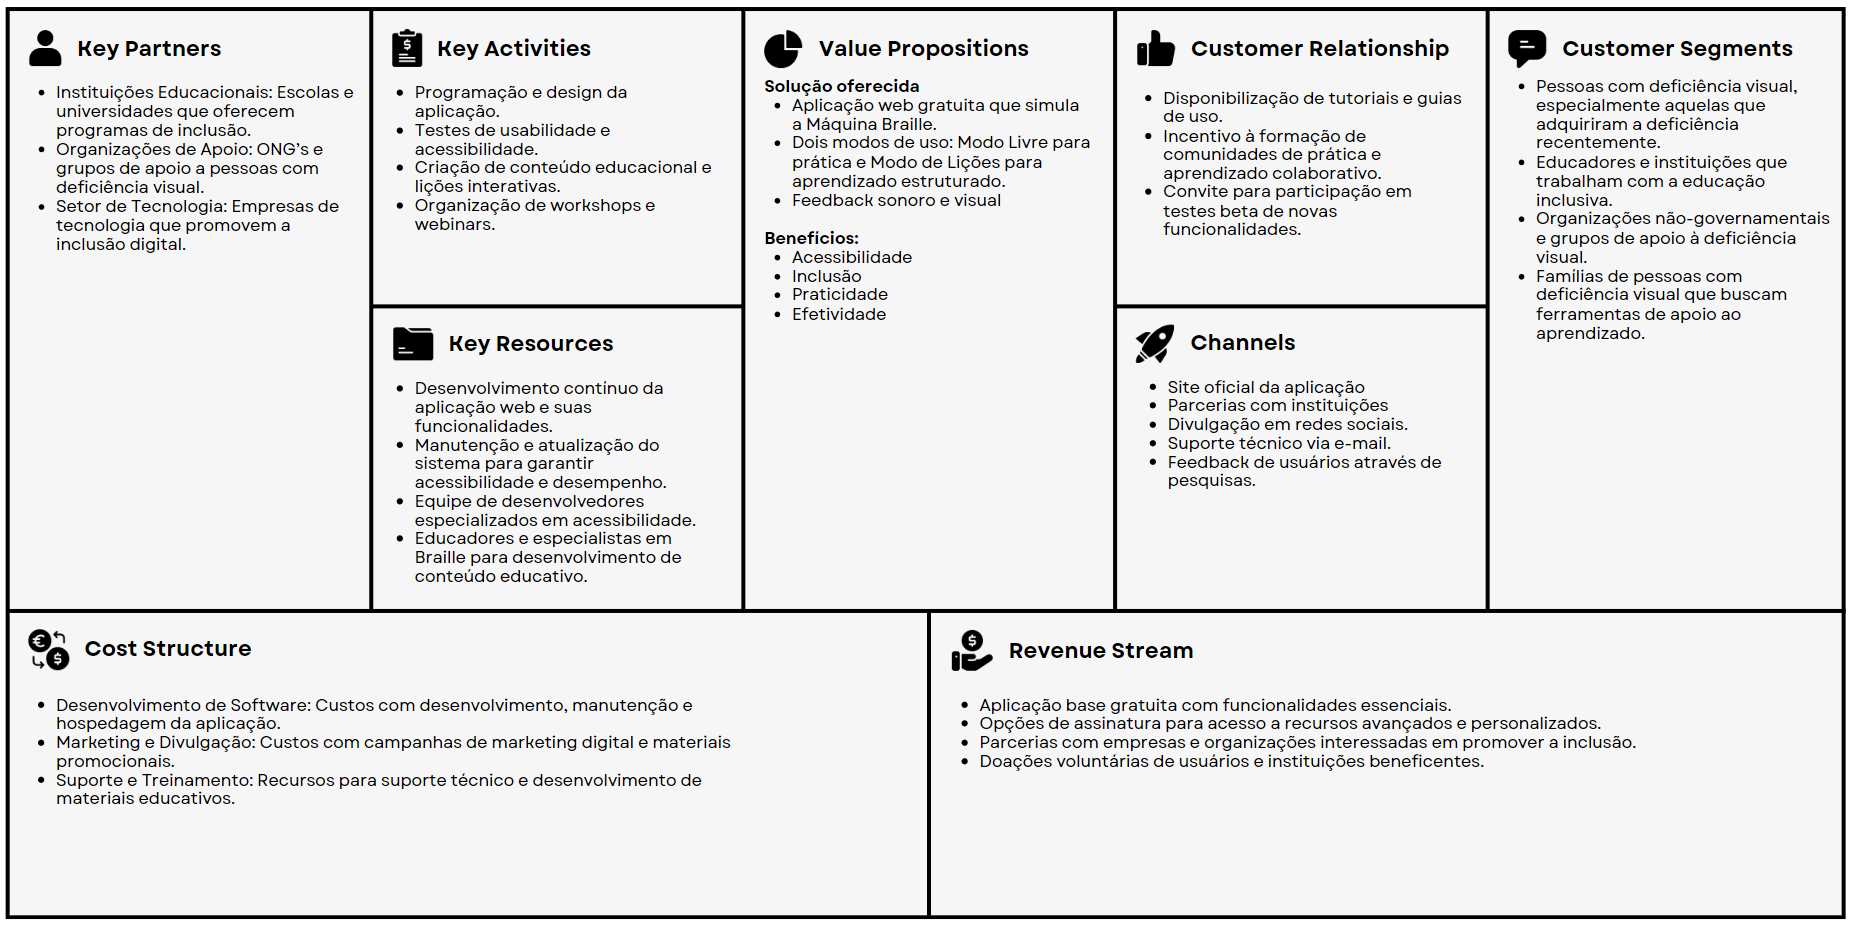 Key Partners
Instituições Educacionais: Escolas e
universidades que oferecem
programas de inclusão.
Organizações de Apoio: ONG's e
grupos de apoio a pessoas com
deficiência visual.
Setor de Tecnologia: Empresas de
tecnologia que promovem a
inclusão digital.
$
Key Activities
Programação e design da
aplicação.
Testes de usabilidade e
acessibilidade.
Criação de conteúdo educacional e
lições interativas.
Organização de workshops e
webinars.
Key Resources
Desenvolvimento contínuo da
aplicação web e suas
funcionalidades.
Manutenção e atualização do
sistema para garantir
acessibilidade e desempenho.
Equipe de desenvolvedores
especializados em acessibilidade.
Educadores e especialistas em
Braille para desenvolvimento de
conteúdo educativo.
Value Propositions
Solução oferecida
Aplicação web gratuita que simula
a Máquina Braille.
Dois modos de uso: Modo Livre para
prática e Modo de Lições para
aprendizado estruturado.
Feedback sonoro e visual
Benefícios:
Acessibilidade
Inclusão
Praticidade
Efetividade
Customer Relationship
Disponibilização de tutoriais e guias
de uso.
Incentivo à formação de
comunidades de prática e
aprendizado colaborativo.
Convite para participação em
testes beta de novas
funcionalidades.
Channels
Site oficial da aplicação
Parcerias com instituições
Divulgação em redes sociais.
Suporte técnico via e-mail.
Feedback de usuários através de
pesquisas.
Customer Segments
Pessoas com deficiência visual,
especialmente aquelas que
adquiriram a deficiência
recentemente.
Educadores e instituições que
trabalham com a educação
inclusiva.
Organizações não-governamentais
e grupos de apoio à deficiência
visual.
Famílias de pessoas com
deficiência visual que buscam
ferramentas de apoio ao
aprendizado.
€
$
Cost Structure
Desenvolvimento de Software: Custos com desenvolvimento, manutenção e
hospedagem da aplicação.
Marketing e Divulgação: Custos com campanhas de marketing digital e materiais
promocionais.
Suporte e Treinamento: Recursos para suporte técnico e desenvolvimento de
materiais educativos.
$
Revenue Stream
Aplicação base gratuita com funcionalidades essenciais.
Opções de assinatura para acesso a recursos avançados e personalizados.
Parcerias com empresas e organizações interessadas em promover a inclusão.
Doações voluntárias de usuários e instituições beneficentes.